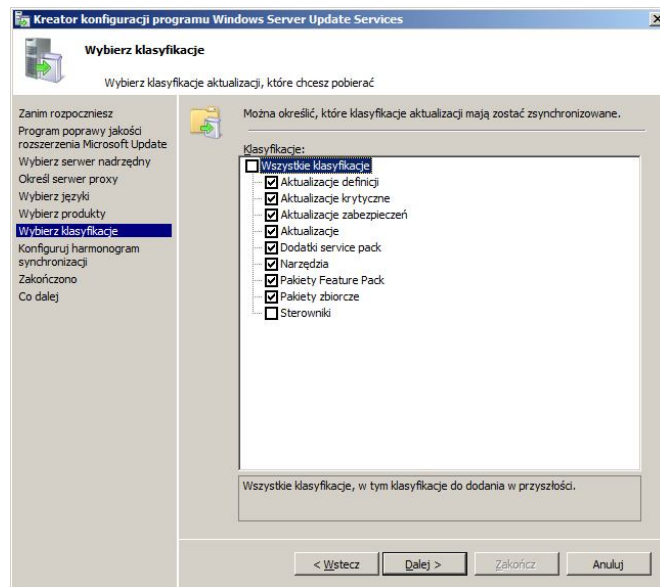 Kreator konfiguracji programu Windows Server Update Services
Wybierz klasyfikacje
Wybierz klasyfikacje aktualizacji, które chcesz pobierać
Zanim rozpoczniesz
Program poprawy jakości
rozszerzenia Microsoft Update
Wybierz serwer nadrzędny
Określ serwer proxy
Wybierz języki
Wybierz produkty
Wybierz klasyfikacje
Konfiguruj harmonogram
synchronizacji
Zakończono
Co dalej
Można określić, które klasyfikacje aktualizacji mają zostać zsynchronizowane.
Klasyfikacje:
Wszystkie klasyfikacje
Aktualizacje definicji
Aktualizacje krytyczne
Aktualizacje zabezpieczeń
Aktualizacje
Dodatki service pack
Narzędzia
Pakiety Feature Pack
Pakiety zbiorcze
Sterowniki
Wszystkie klasyfikacje, w tym klasyfikacje do dodania w przyszłości.
< Wstecz
Dalej >
Zakończ
Anuluj